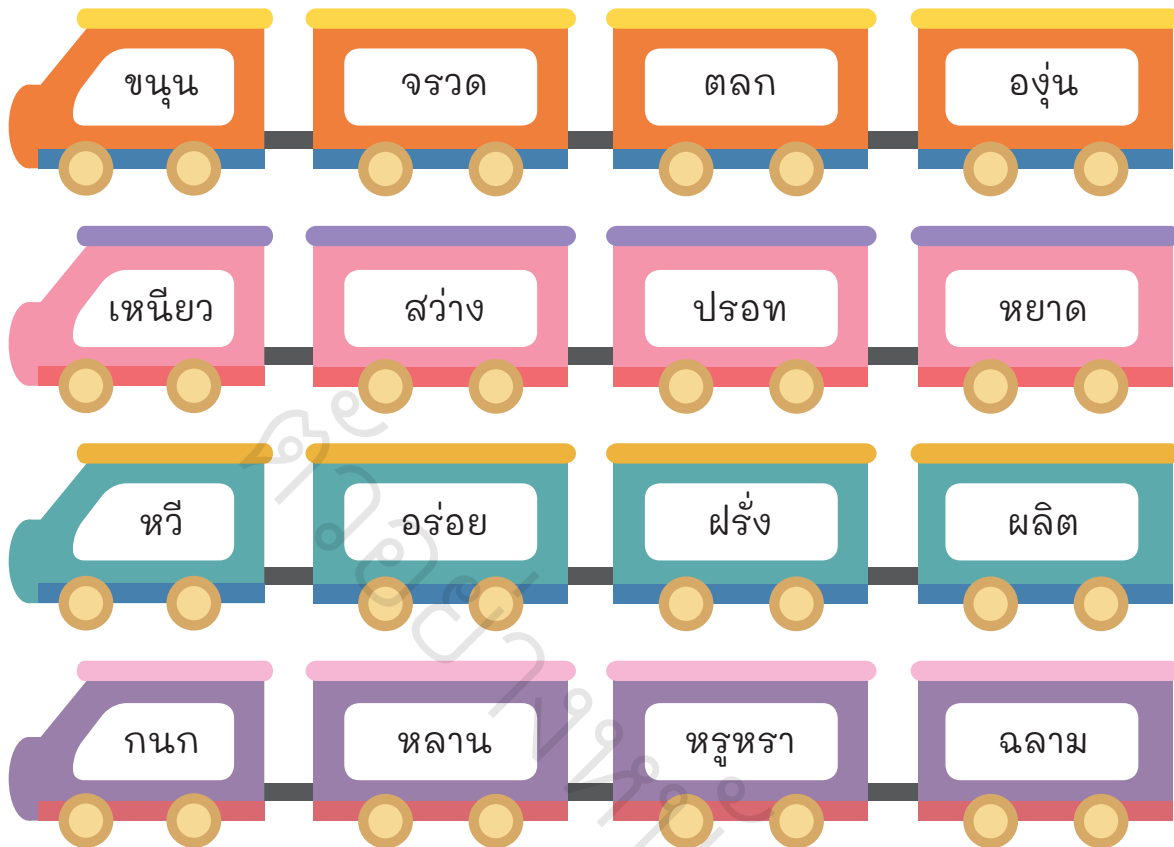 ขนุน จรวด ตลก องุ่น
เหนียว สว่าง ปรอท หยาด
หวี อร่อย ฝรั่ง ผลิต
กนก หลาน หรูหรา ฉลาม